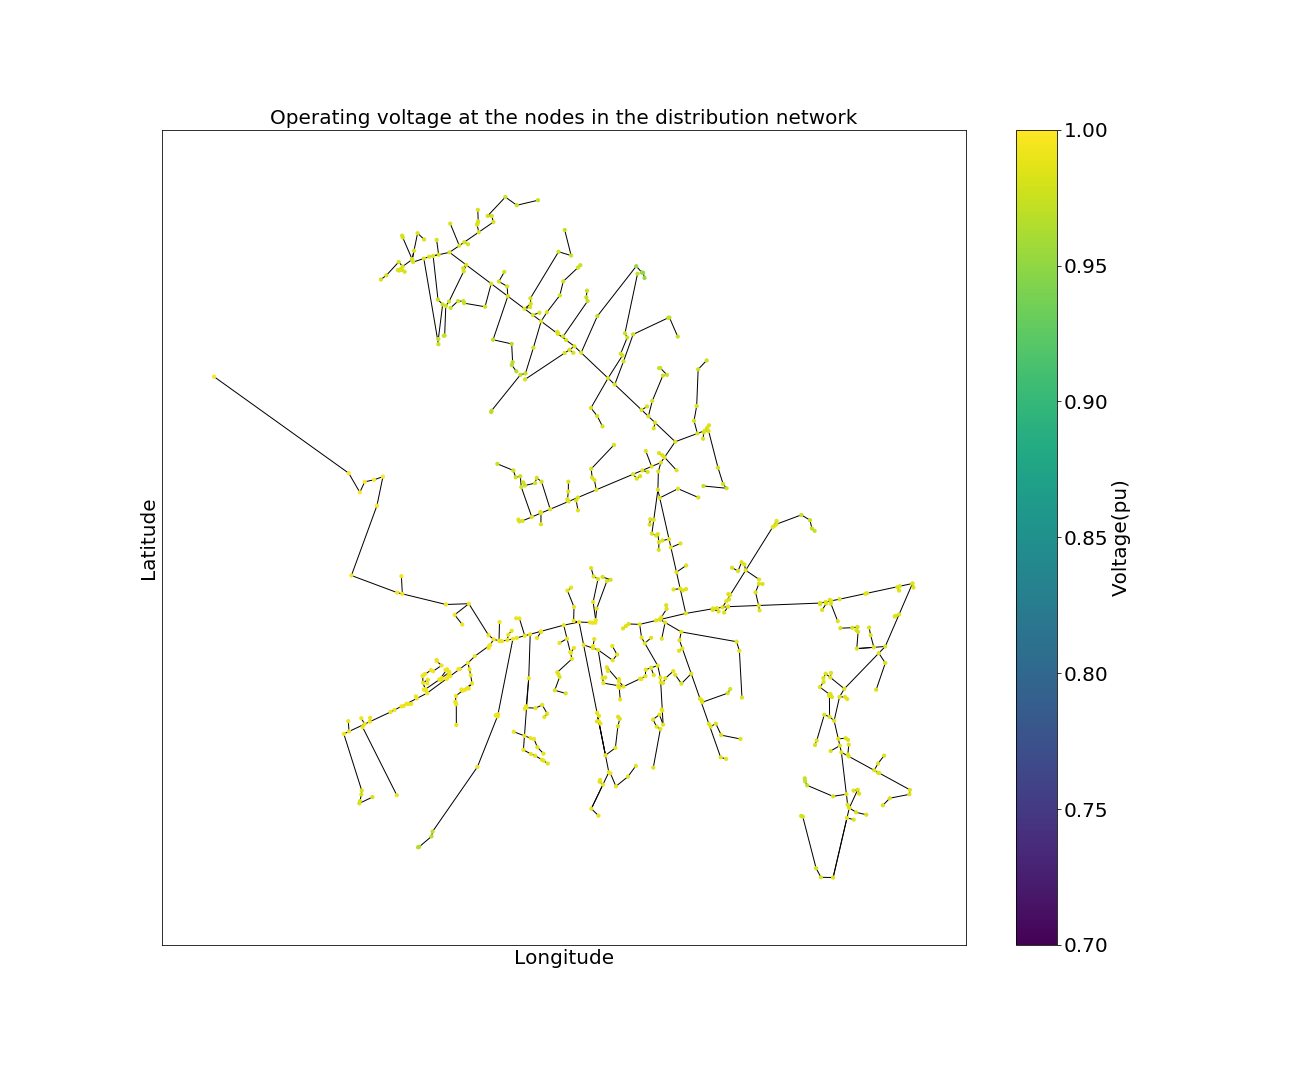 Operating voltage at the nodes in the distribution network
Latitude
Longitude
1.00
0.95
0.90
0.85
0.80
0.75
0.70
Voltage(pu)